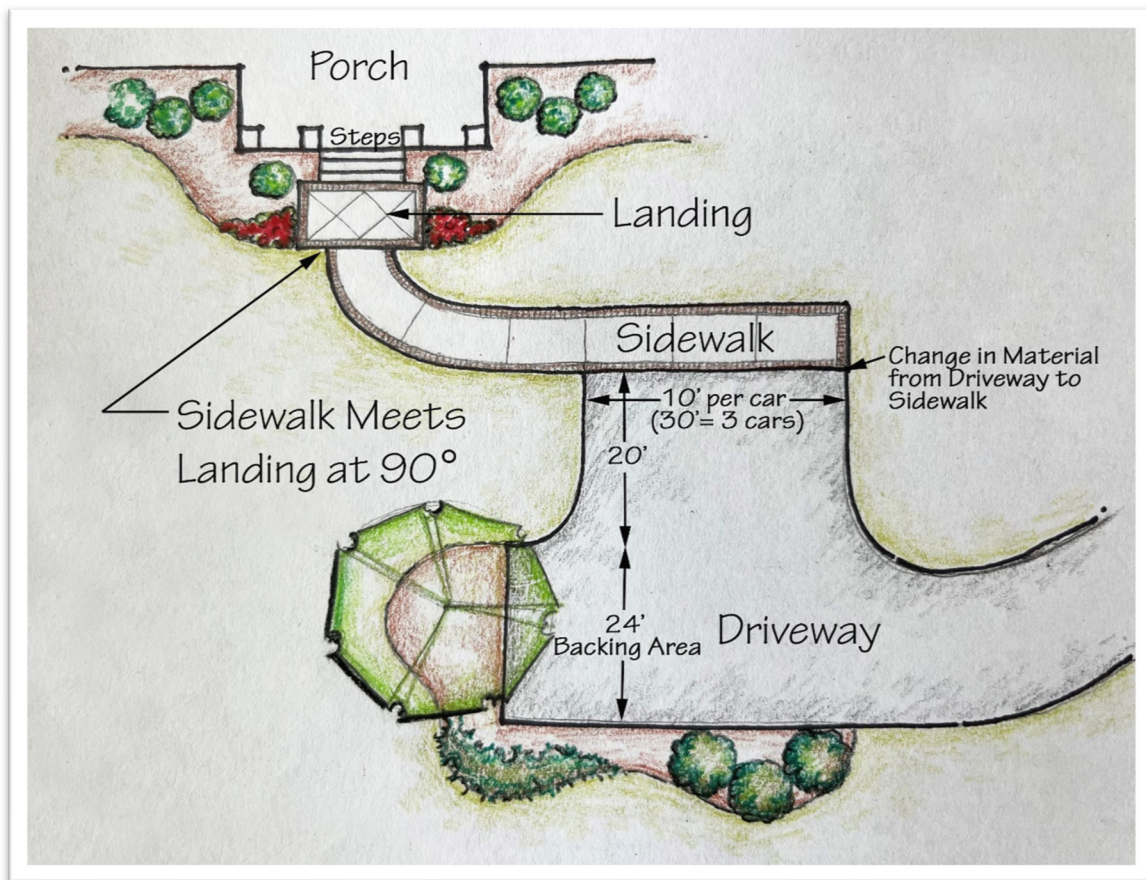 Porch
Steps
Landing
Sidewalk
Change in Material
from Driveway to
Sidewalk
10' per car
(30'= 3 cars)
Sidewalk Meets
Landing at 90°
20'
24'
Backing Area
Driveway